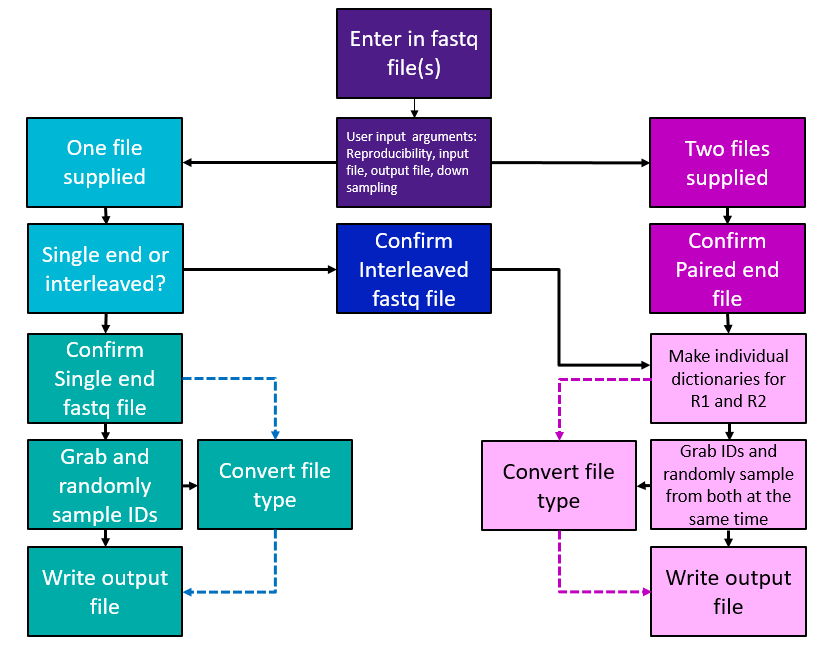 Enter in fastq
file(s)
User input arguments:
Reproducibility, input
file, output file, down
sampling
One file
supplied
Two files
supplied
Single end or
interleaved?
Confirm
Interleaved
fastq file
Confirm
Paired end
file
Confirm
Single end
fastq file
Make individual
dictionaries for
R1 and R2
Grab and
randomly
sample IDs
Convert file
type
Convert file
type
Grab IDs and
randomly sample
from both at the
same time
Write output
file
Write output
file